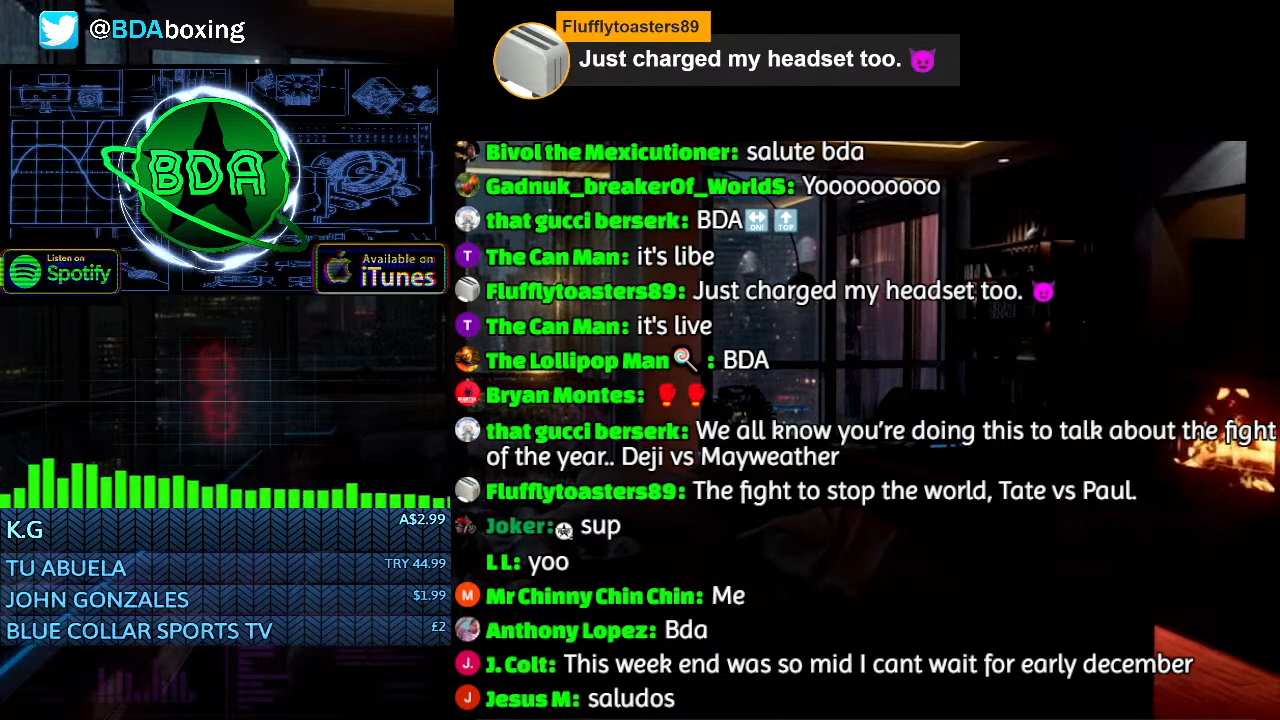 @BDAboxing
Flufflytoasters89
Just charged my headset too. 😈
BDA
Listen on
Spotify
Available on
iTunes
K.G A$2.99
TU ABUELA TRY 44.99
JOHN GONZALES $1.99
BLUE COLLAR SPORTS TV £2
Bivol the Mexicutioner: salute bda
Gadnuk_breakerOf_WorldS: Yooooooooo
that gucci berserk: BDA🔛🔝
T The Can Man: it's libe
Flufflytoasters89: Just charged my headset too. 😈
T The Can Man: it's live
The Lollipop Man🍭 : BDA
Bryan Montes: 🥊 🥊
that gucci berserk: We all know you’re doing this to talk about the fight
of the year.. Deji vs Mayweather
Flufflytoasters89: The fight to stop the world, Tate vs Paul.
Joker: sup
L L: yoo
M Mr Chinny Chin Chin: Me
Anthony Lopez: Bda
J. J. Colt: This week end was so mid I cant wait for early december
J Jesus M: saludos